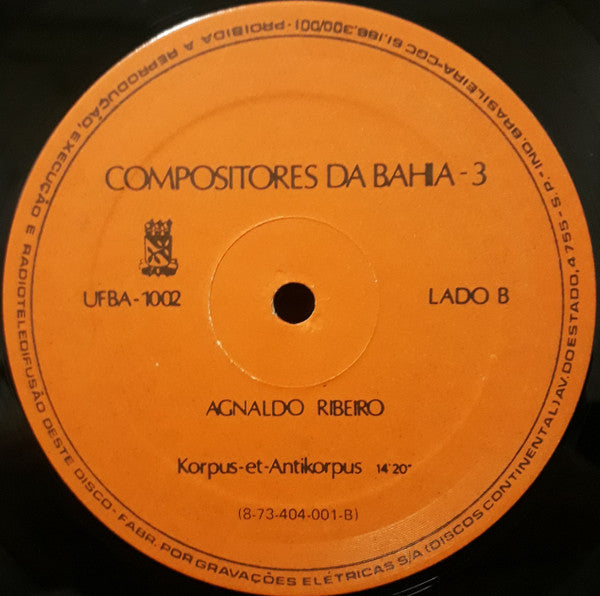 COMPOSITORES DA BAHIA - 3
UFBA - 1002
LADO B
AGNALDO RIBEIRO
Korpus-et-Antikorpus 14'20"
(8-73-404-001-B)
PROIBIDA A REPRODUÇÃO, EXECUÇÃO E RADIOTELEDIFUSÃO DESTE DISCO - FABR. POR GRAVAÇÕES ELÉTRICAS S/A (DISCOS CONTINENTAL) AV. DO ESTADO, 4755 - S.P. - IND. BRASILEIRA - CGC 61.186.300/001 -